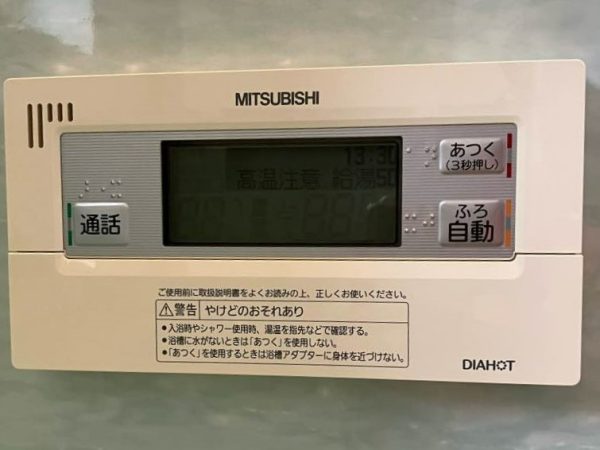 MITSUBISHI
13:30
高温注意 給湯50
あつく
(3秒押し)
通話
ふろ
自動
ご使用前に取扱説明書をよくお読みの上、正しくお使いください。
⚠警告 やけどのおそれあり
●入浴時やシャワー使用時、湯温を指先などで確認する。
●浴槽に水がないときは「あつく」を使用しない。
●「あつく」を使用するときは浴槽アダプターに身体を近づけない。
DIAHOT